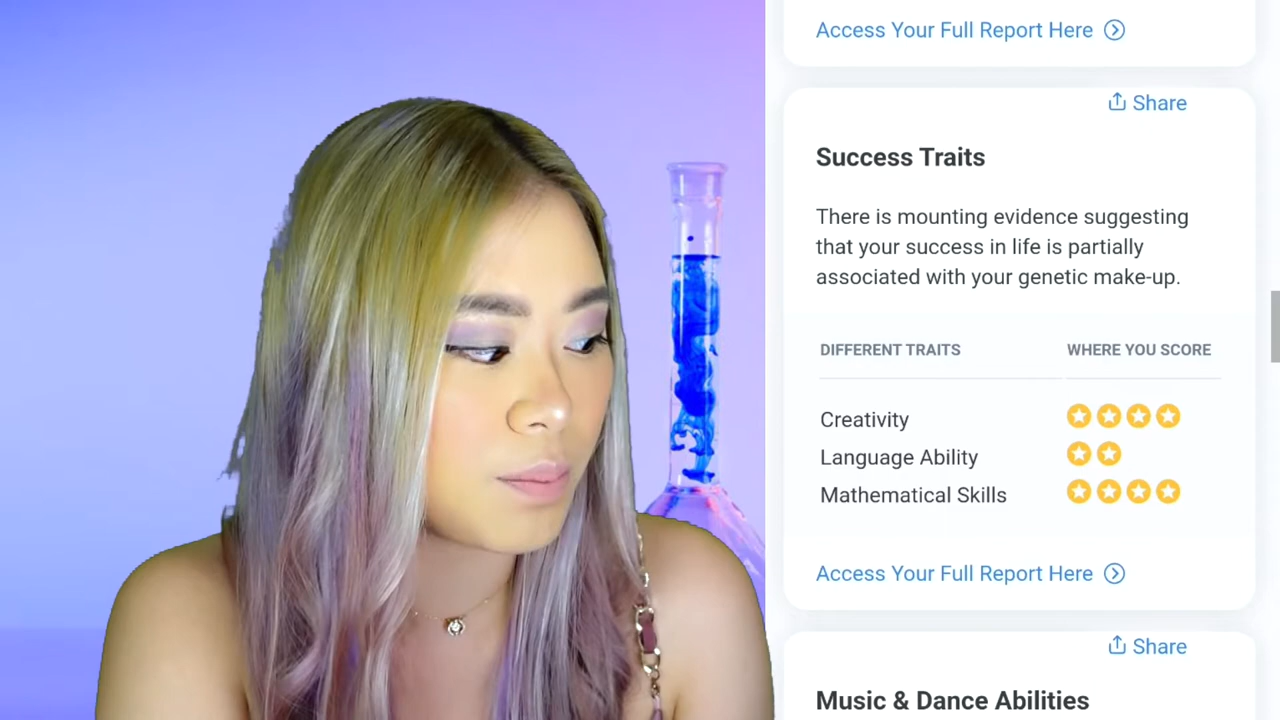 Access Your Full Report Here
Share
Success Traits
There is mounting evidence suggesting
that your success in life is partially
associated with your genetic make-up.
DIFFERENT TRAITS WHERE YOU SCORE
Creativity
Language Ability
Mathematical Skills
Access Your Full Report Here
Share
Music & Dance Abilities